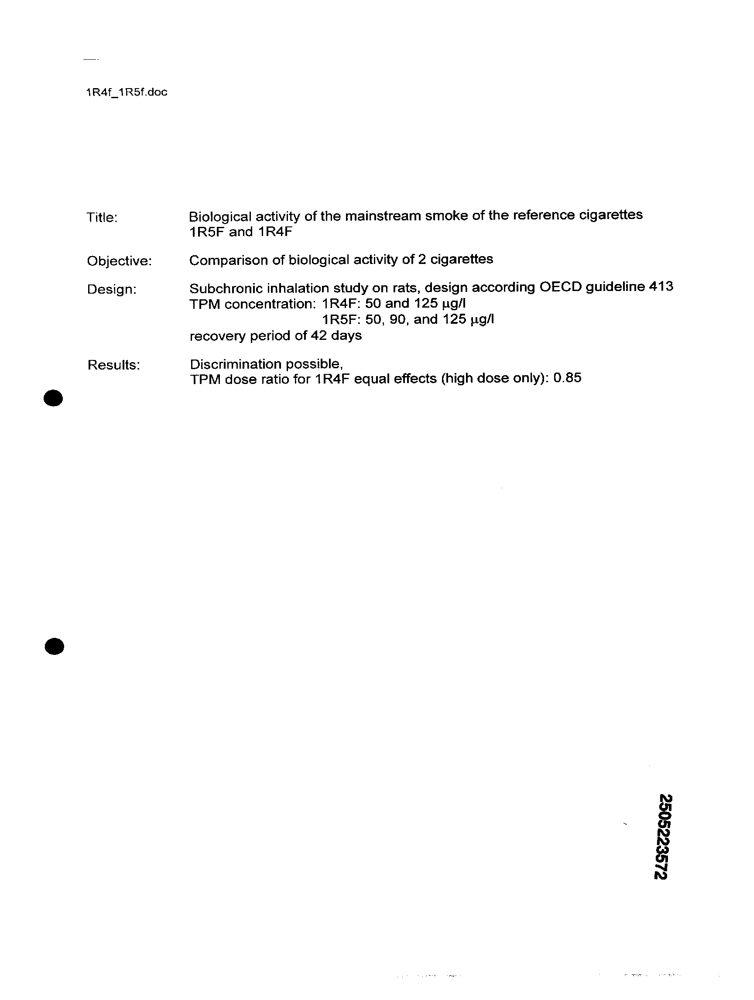 1R4f_1R5f.doc
Title: Biological activity of the mainstream smoke of the reference cigarettes
1R5F and 1R4F
Objective: Comparison of biological activity of 2 cigarettes
Design: Subchronic inhalation study on rats, design according OECD guideline 413
TPM concentration: 1R4F: 50 and 125 µg/l
1R5F: 50, 90, and 125 µg/l
recovery period of 42 days
Results: Discrimination possible,
TPM dose ratio for 1R4F equal effects (high dose only): 0.85
2505223572